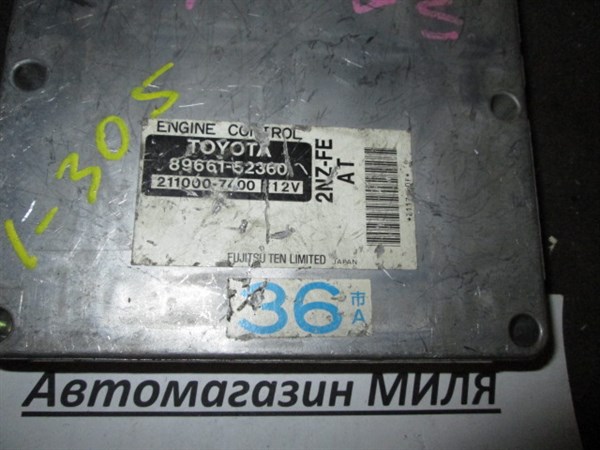 1-305
ENGINE CONTROL
TOYOTA
89661-52360
211000-7400 12V
2NZ-FE
AT
FUJITSU TEN LIMITED JAPAN
36 市 A
Автомагазин МИЛЯ